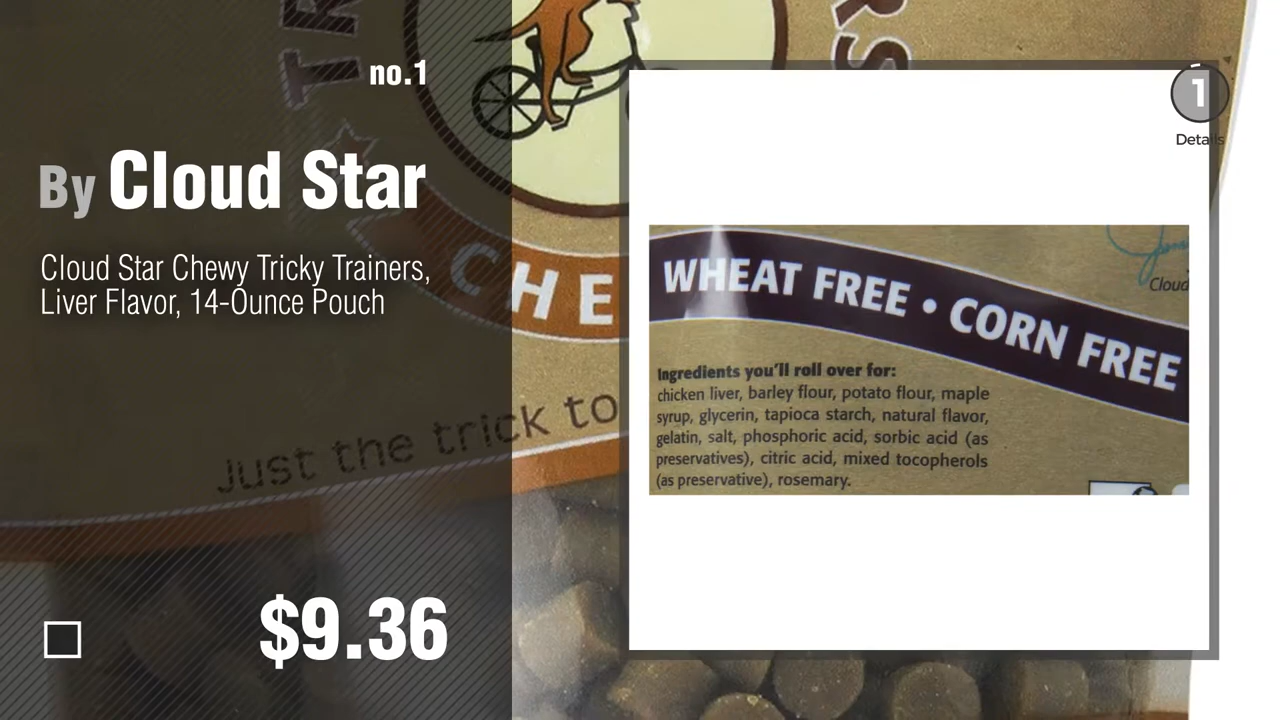 no.1
By Cloud Star
Cloud Star Chewy Tricky Trainers,
Liver Flavor, 14-Ounce Pouch
$9.36
CHE
Just the trick to
1
Details
WHEAT FREE • CORN FREE
Cloud
Ingredients you'll roll over for:
chicken liver, barley flour, potato flour, maple
syrup, glycerin, tapioca starch, natural flavor,
gelatin, salt, phosphoric acid, sorbic acid (as
preservatives), citric acid, mixed tocopherols
(as preservative), rosemary.